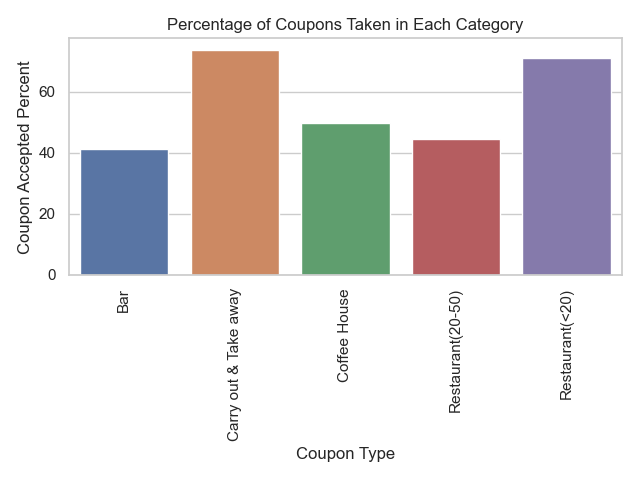 Percentage of Coupons Taken in Each Category
Coupon Accepted Percent
60
40
20
0
Bar
Carry out & Take away
Coffee House
Restaurant(20-50)
Restaurant(<20)
Coupon Type